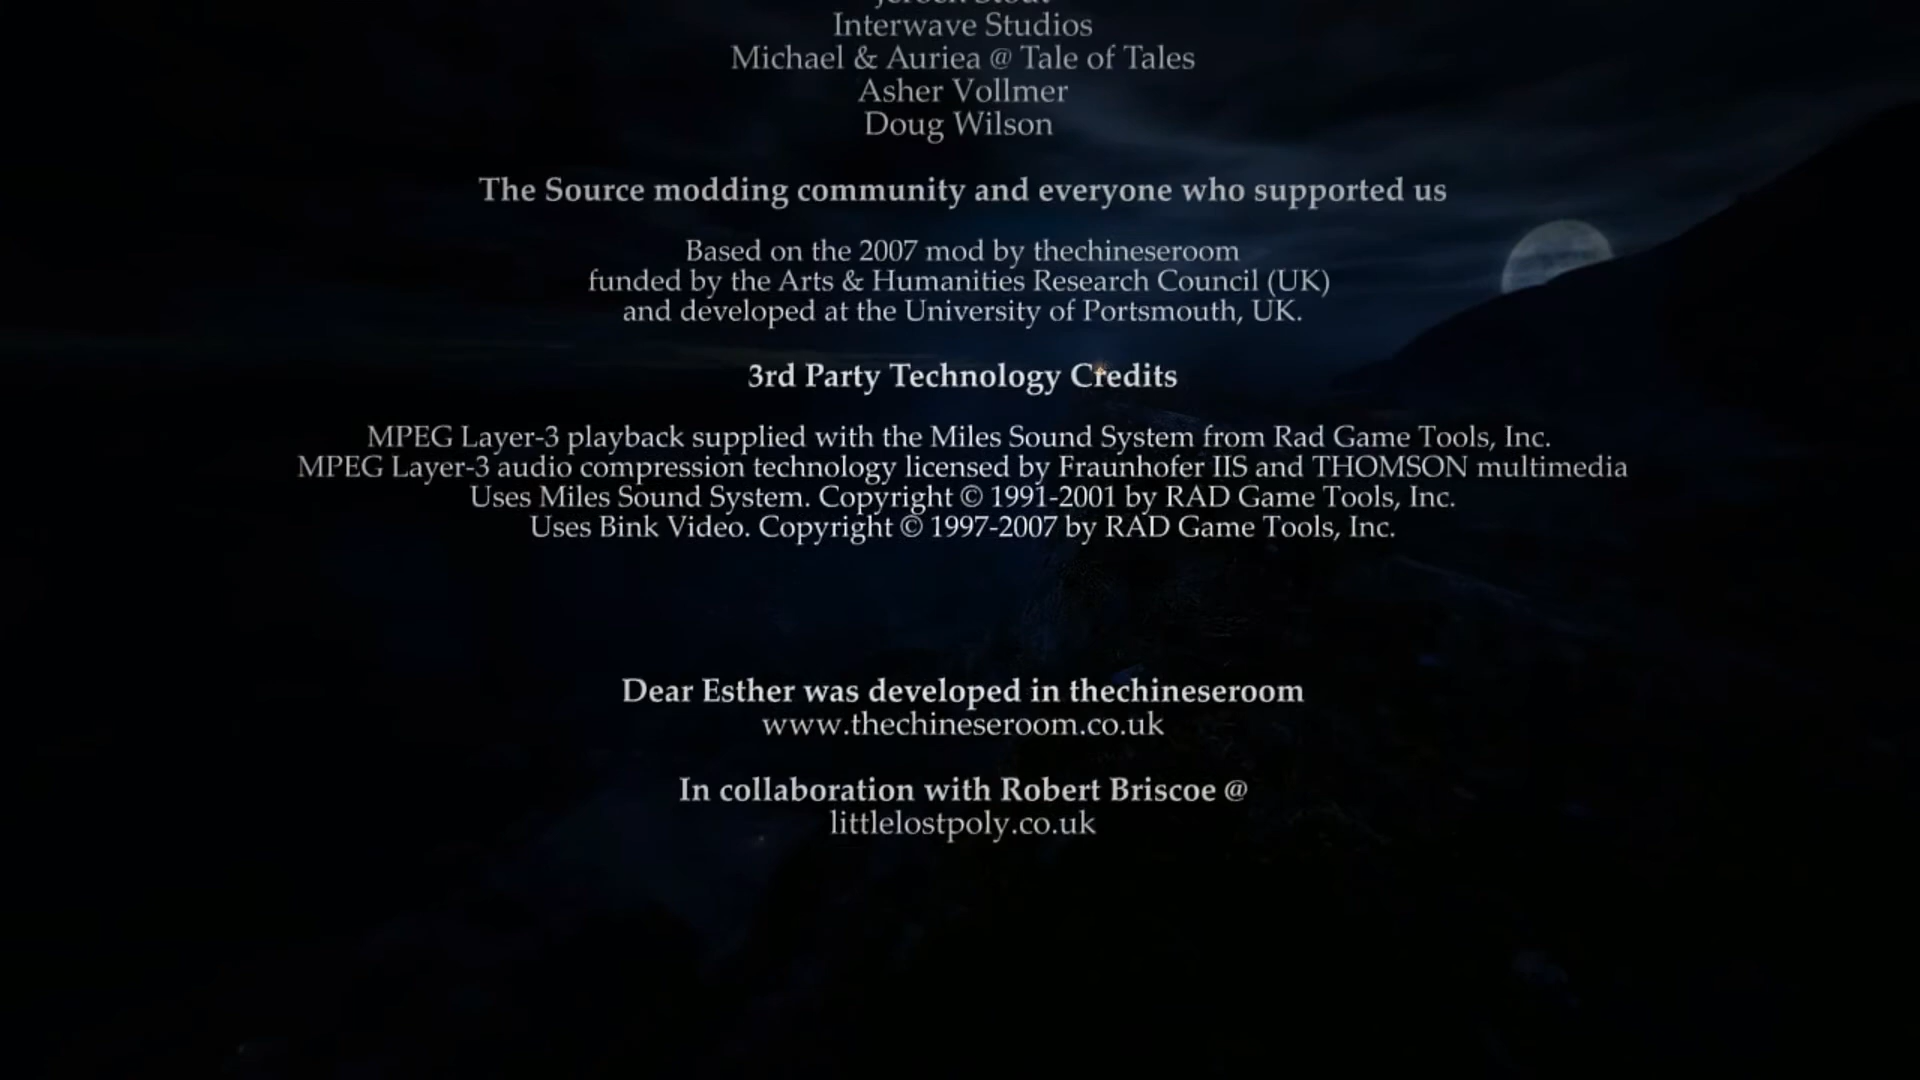 Jeroen Stout
Interwave Studios
Michael & Auriea @ Tale of Tales
Asher Vollmer
Doug Wilson
The Source modding community and everyone who supported us
Based on the 2007 mod by thechineseroom
funded by the Arts & Humanities Research Council (UK)
and developed at the University of Portsmouth, UK.
3rd Party Technology Credits
MPEG Layer-3 playback supplied with the Miles Sound System from Rad Game Tools, Inc.
MPEG Layer-3 audio compression technology licensed by Fraunhofer IIS and THOMSON multimedia
Uses Miles Sound System. Copyright © 1991-2001 by RAD Game Tools, Inc.
Uses Bink Video. Copyright © 1997-2007 by RAD Game Tools, Inc.
Dear Esther was developed in thechineseroom
www.thechineseroom.co.uk
In collaboration with Robert Briscoe @
littlelostpoly.co.uk